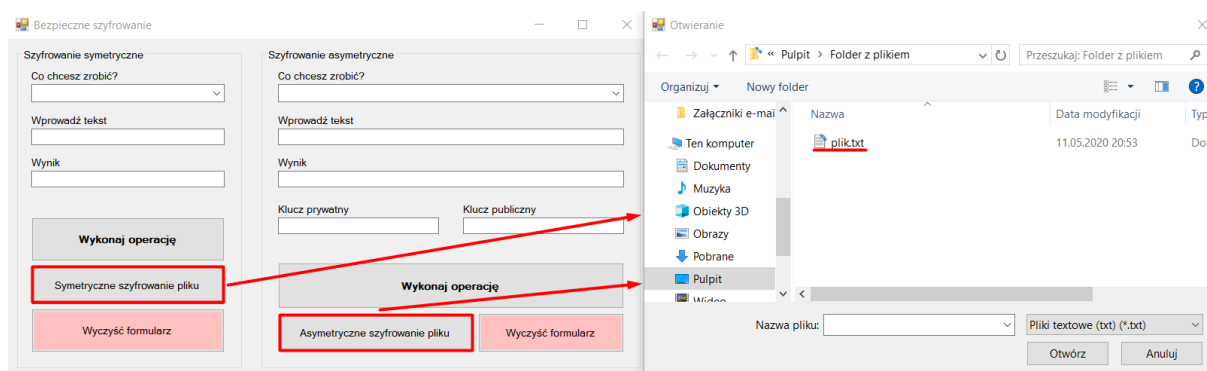 Bezpieczne szyfrowanie
Szyfrowanie symetryczne
Co chcesz zrobić?
Wprowadź tekst
Wynik
Wykonaj operację
Symetryczne szyfrowanie pliku
Wyczyść formularz
Szyfrowanie asymetryczne
Co chcesz zrobić?
Wprowadź tekst
Wynik
Klucz prywatny Klucz publiczny
Wykonaj operację
Asymetryczne szyfrowanie pliku Wyczyść formularz
Otwieranie
« Pulpit > Folder z plikiem Przeszukaj: Folder z plikiem
Organizuj Nowy folder
Załączniki e-mai
Ten komputer
Dokumenty
Muzyka
Obiekty 3D
Obrazy
Pobrane
Pulpit
Wideo
Nazwa Data modyfikacji Typ
plik.txt 11.05.2020 20:53 Do
Nazwa pliku: Pliki textowe (txt) (*.txt)
Otwórz Anuluj